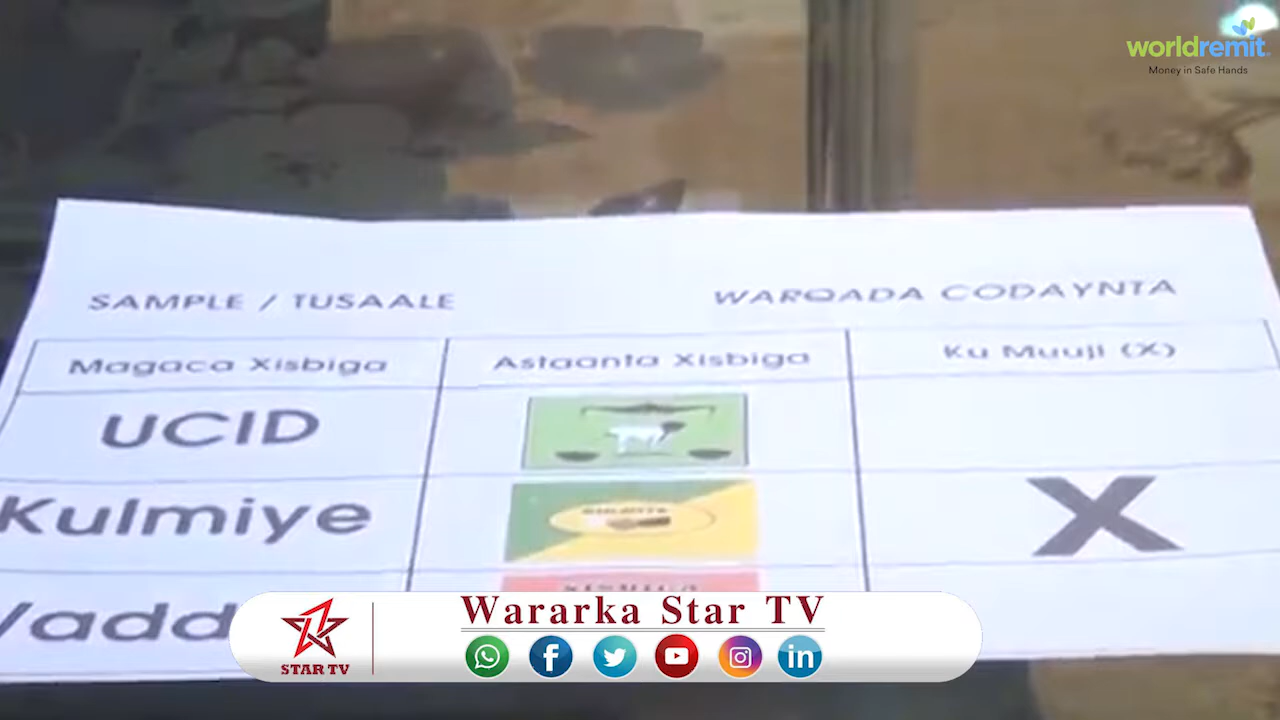 worldremit
Money in Safe Hands
SAMPLE / TUSAALE
WARQADA CODAYNTA
Magaca Xisbiga
Astaanta Xisbiga
Ku Muuji (X)
UCID
Kulmiye
X
XISBIGA
Wararka Star TV
STAR TV